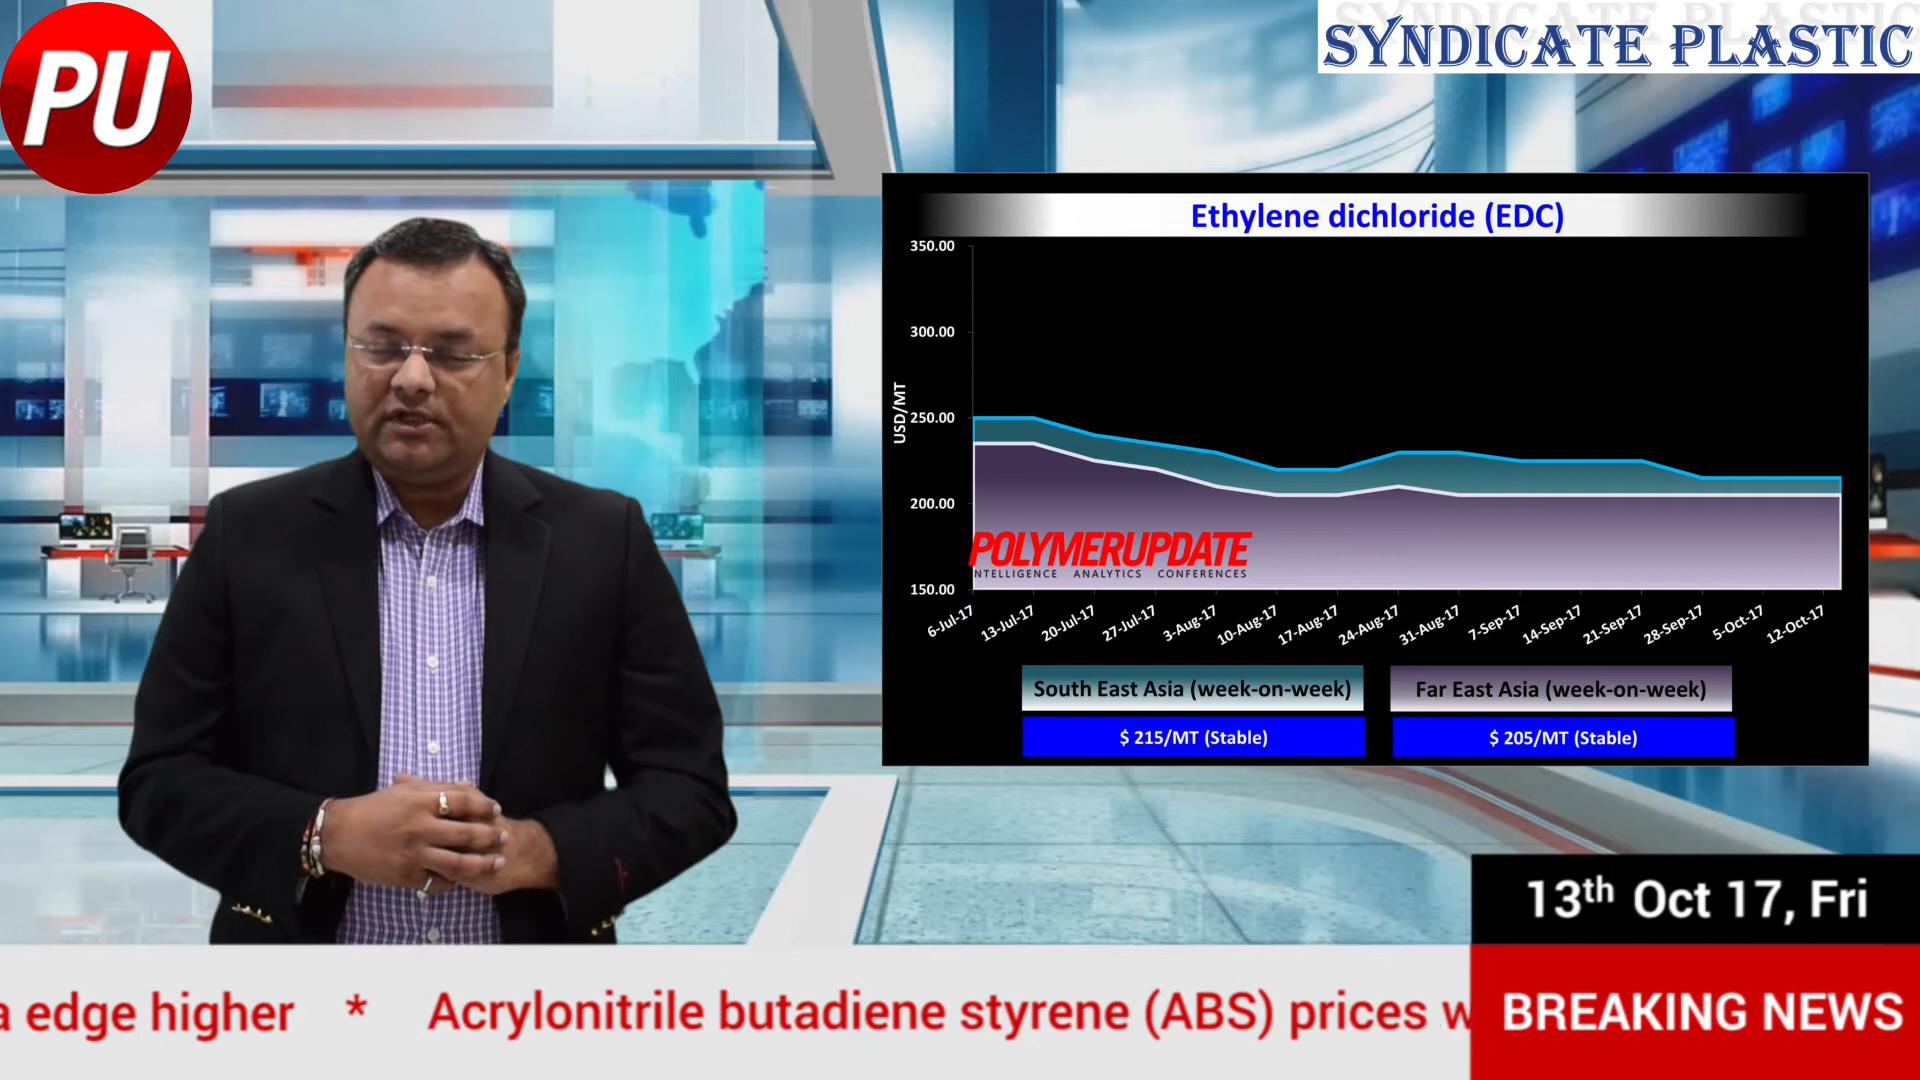 PU
SYNDICATE PLASTIC
Ethylene dichloride (EDC)
350.00
300.00
250.00
200.00
150.00
USD/MT
POLYMERUPDATE
NTELLIGENCE ANALYTICS CONFERENCES
6-Jul-17
13-Jul-17
20-Jul-17
27-Jul-17
3-Aug-17
10-Aug-17
17-Aug-17
24-Aug-17
31-Aug-17
7-Sep-17
14-Sep-17
21-Sep-17
28-Sep-17
5-Oct-17
12-Oct-17
South East Asia (week-on-week)
Far East Asia (week-on-week)
$ 215/MT (Stable)
$ 205/MT (Stable)
13th Oct 17, Fri
a edge higher * Acrylonitrile butadiene styrene (ABS) prices w
BREAKING NEWS